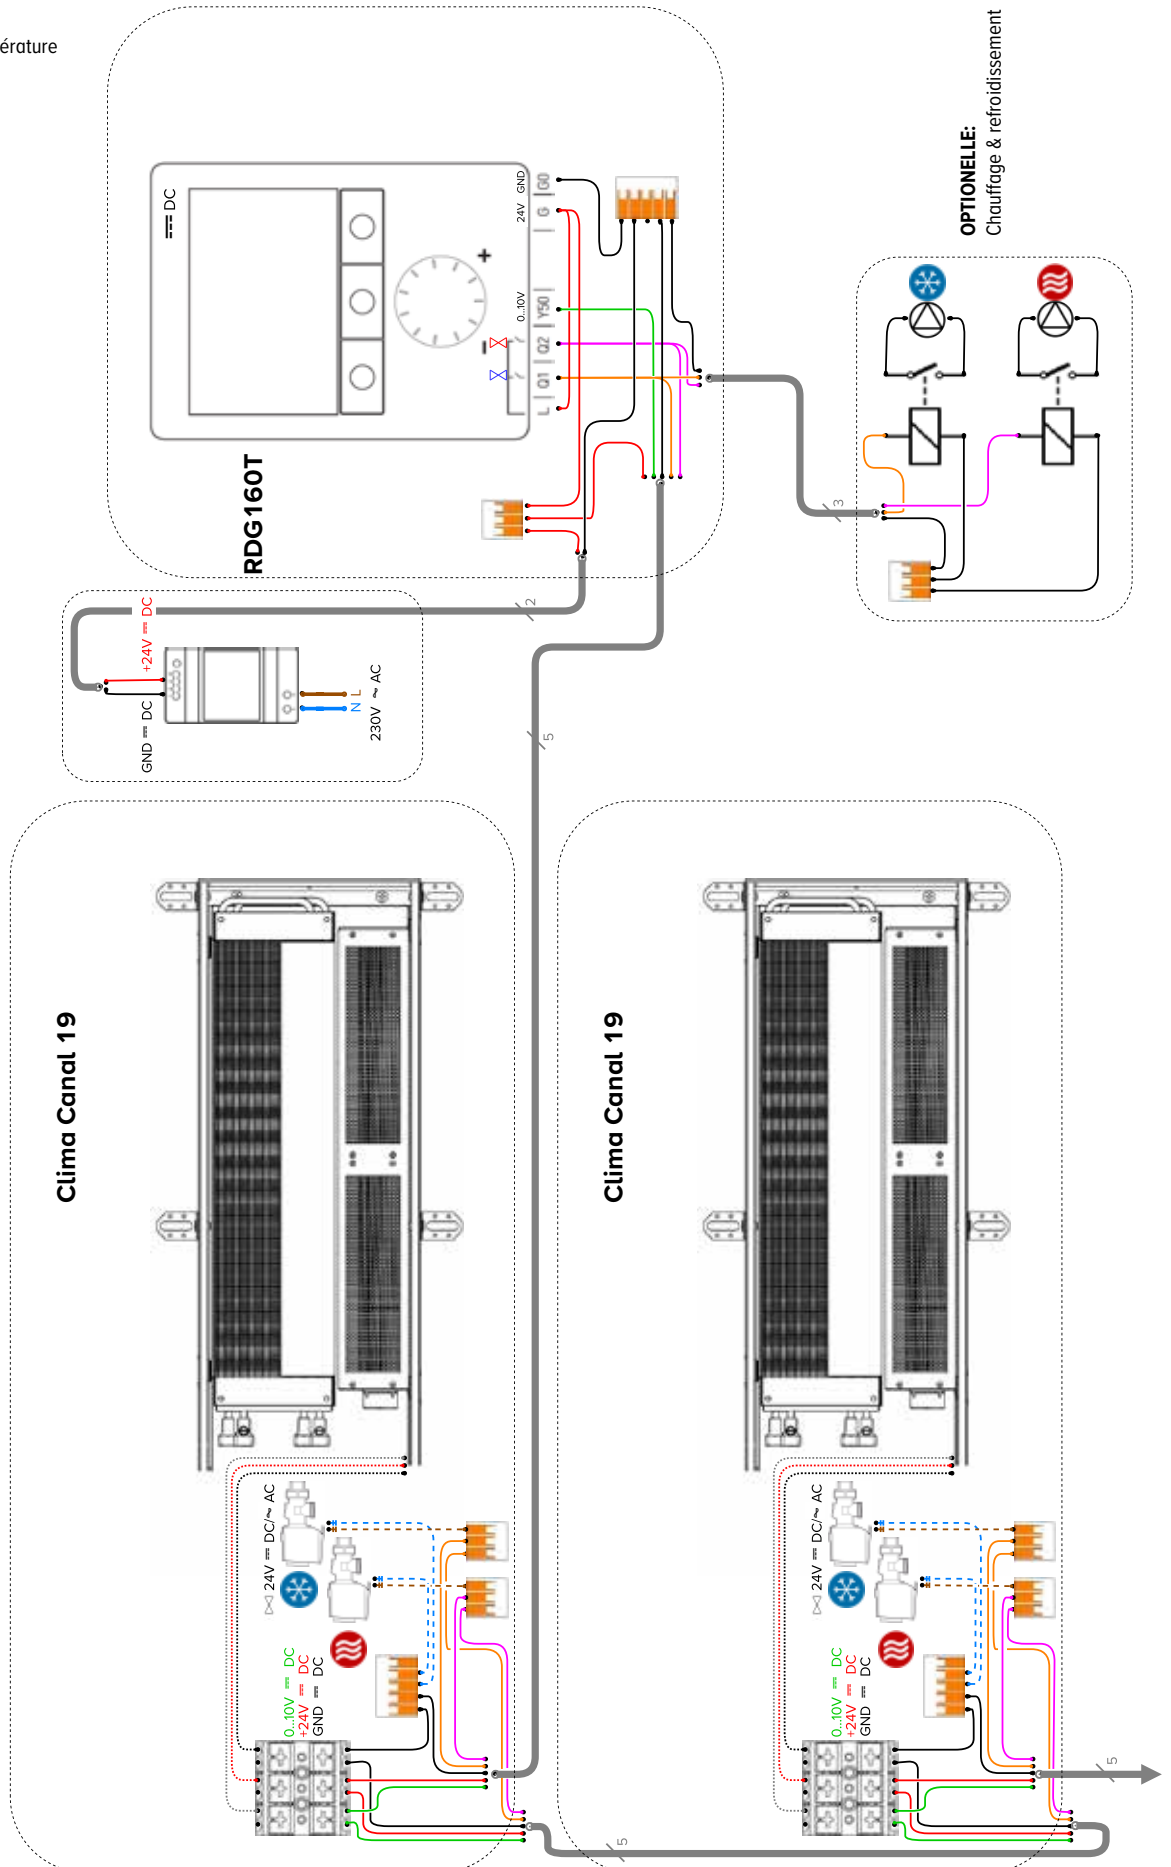 érature
OPTIONELLE:
Chauffage & refroidissement
DC
GND
G0
24V
G
0...10V
Y50
Q2
Q1
L
+
−
RDG160T
3
2
+24V ⎓ DC
GND ⎓ DC
L
N
230V ~ AC
5
Clima Canal 19
Clima Canal 19
24V ⎓ DC/~ AC
24V ⎓ DC/~ AC
0...10V ⎓ DC
+24V ⎓ DC
GND ⎓ DC
0...10V ⎓ DC
+24V ⎓ DC
GND ⎓ DC
5
5